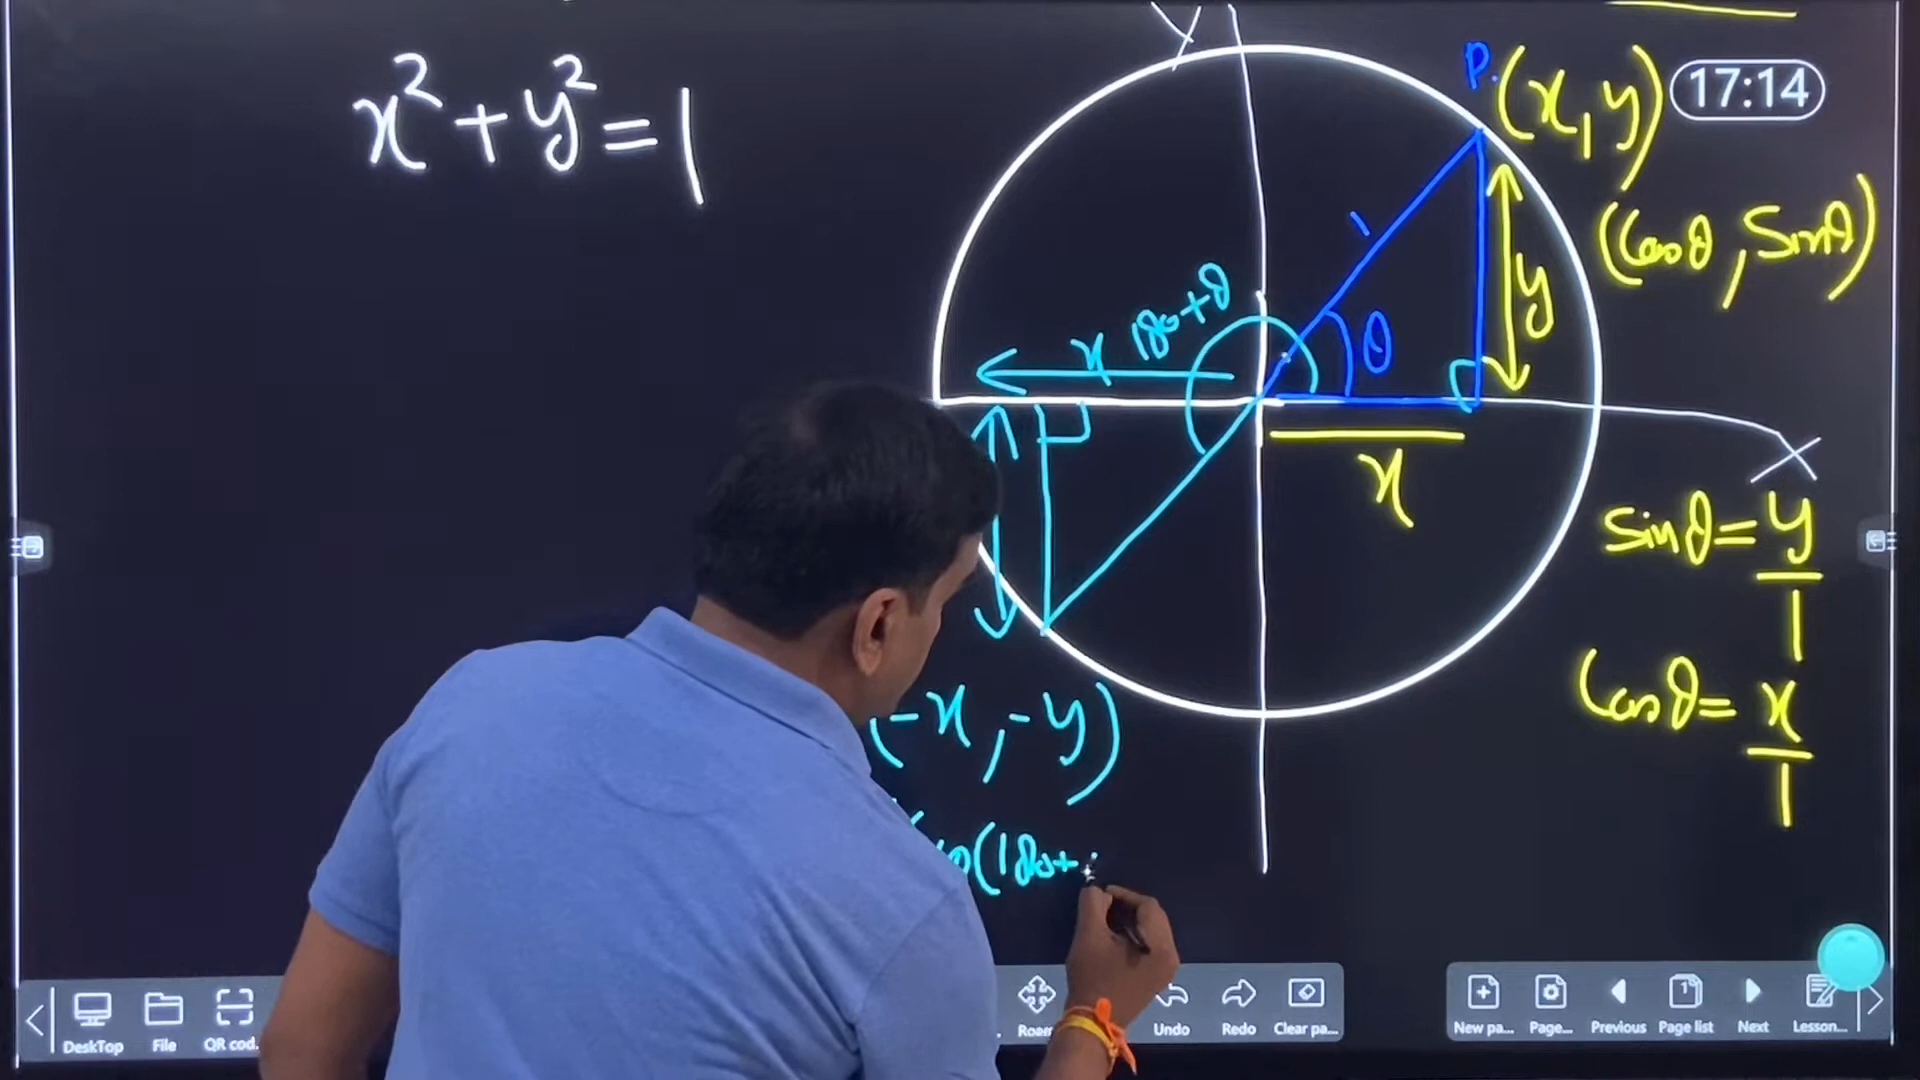 x² + y² = 1
Y
P.
(x, y)
17:14
(Cosθ, Sinθ)
180+θ
x
θ
y
x
X
Sinθ = y/1
Cosθ = x/1
(-x, -y)
(180+
DeskTop
File
QR cod.
Undo
Redo
Clear pa...
New pa...
Page...
Previous
Page list
Next
Lesson...